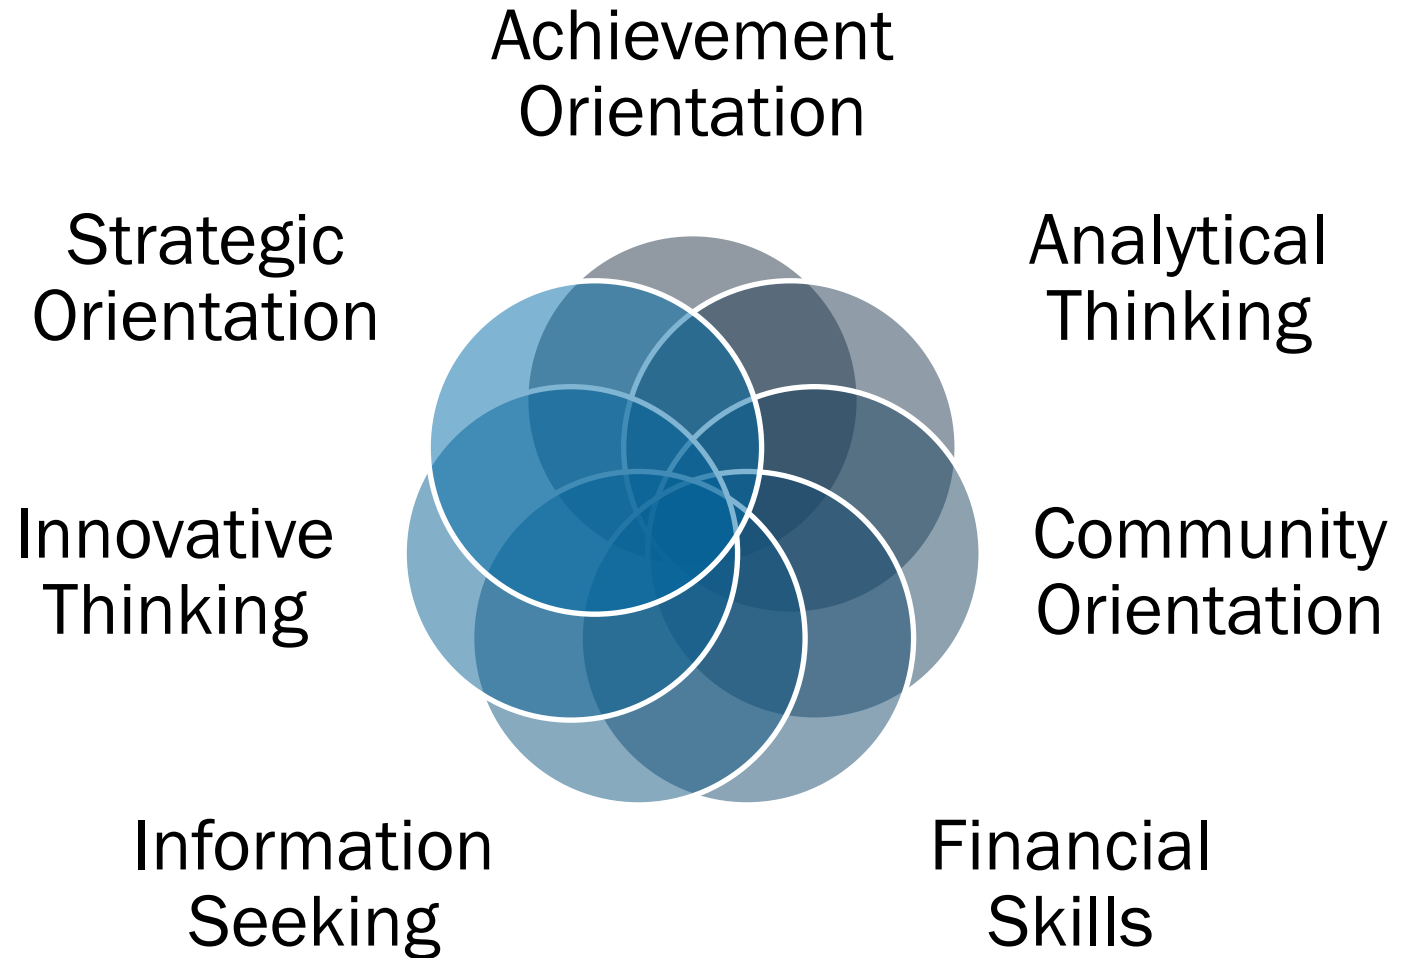 Achievement
Orientation
Strategic
Orientation
Analytical
Thinking
Innovative
Thinking
Community
Orientation
Information
Seeking
Financial
Skills